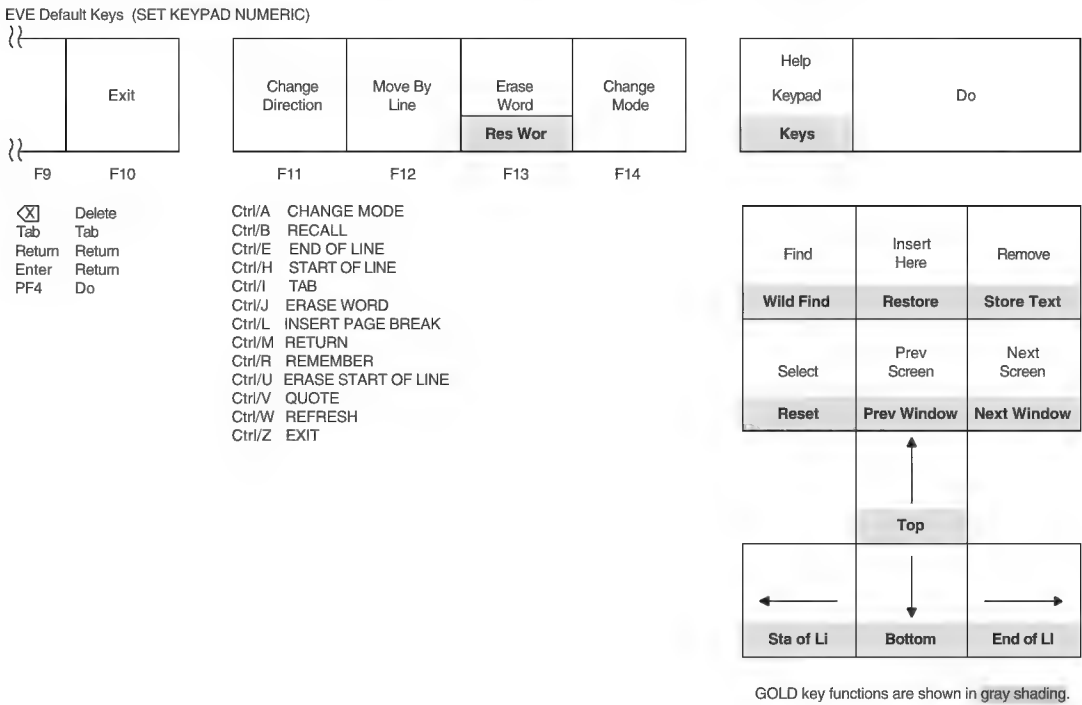 EVE Default Keys (SET KEYPAD NUMERIC)
Exit
F9
F10
Change
Direction
Move By
Line
Erase
Word
Res Wor
Change
Mode
F11
F12
F13
F14
Help
Keypad
Keys
Do
X Delete
Tab Tab
Return Return
Enter Return
PF4 Do
Ctrl/A CHANGE MODE
Ctrl/B RECALL
Ctrl/E END OF LINE
Ctrl/H START OF LINE
Ctrl/I TAB
Ctrl/J ERASE WORD
Ctrl/L INSERT PAGE BREAK
Ctrl/M RETURN
Ctrl/R REMEMBER
Ctrl/U ERASE START OF LINE
Ctrl/V QUOTE
Ctrl/W REFRESH
Ctrl/Z EXIT
Find
Wild Find
Insert
Here
Restore
Remove
Store Text
Select
Reset
Prev
Screen
Prev Window
Next
Screen
Next Window
Top
Sta of Li
Bottom
End of LI
GOLD key functions are shown in gray shading.